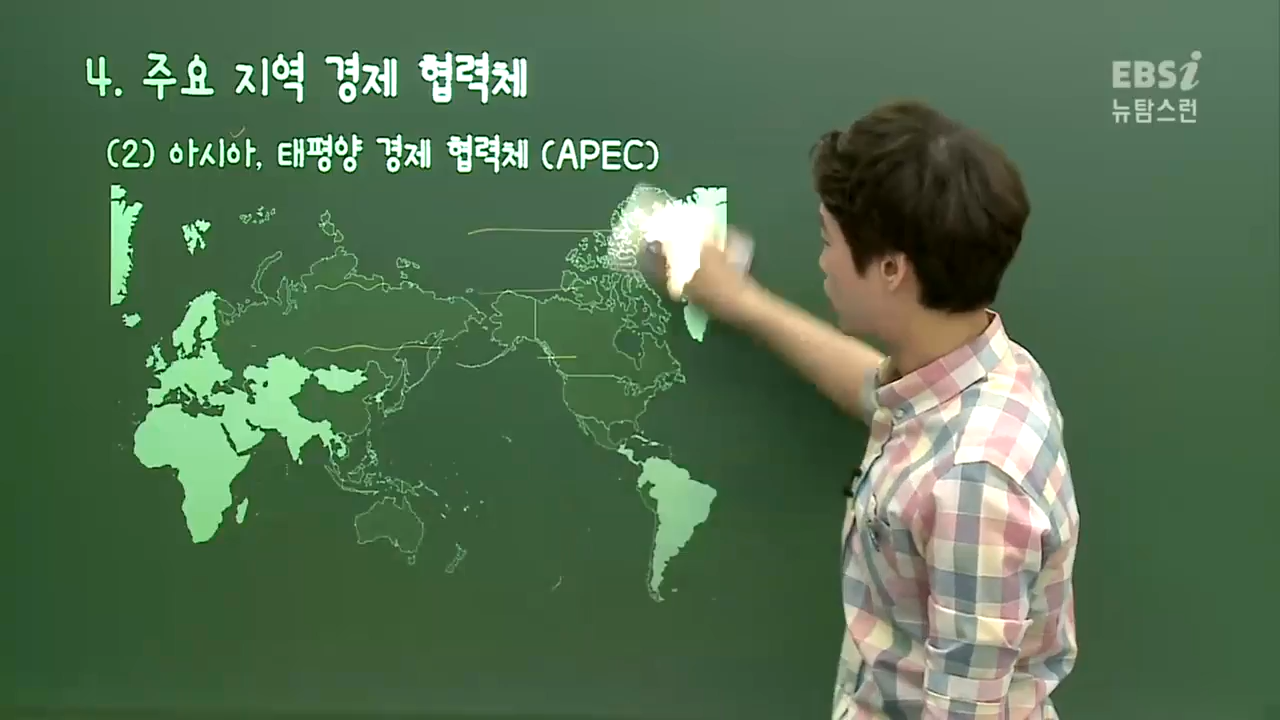 4. 주요 지역 경제 협력체
(2) 아시아, 태평양 경제 협력체 (APEC)
EBSi
뉴탐스런